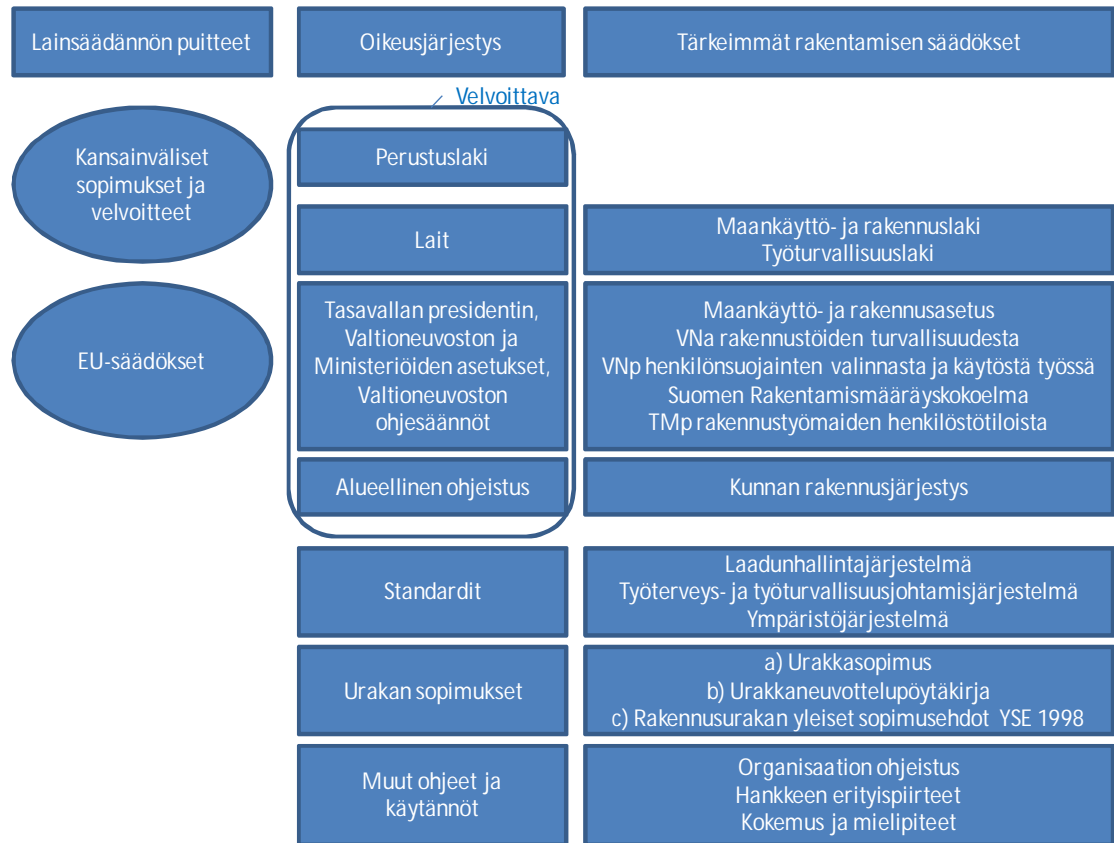 Lainsäädännön puitteet
Oikeusjärjestys
Tärkeimmät rakentamisen säädökset
Velvoittava
Kansainväliset
sopimukset ja
velvoitteet
Perustuslaki
Lait
Maankäyttö- ja rakennuslaki
Työturvallisuuslaki
EU-säädökset
Tasavallan presidentin,
Valtioneuvoston ja
Ministeriöiden asetukset,
Valtioneuvoston
ohjesäännöt
Maankäyttö- ja rakennusasetus
VNa rakennustöiden turvallisuudesta
VNp henkilönsuojainten valinnasta ja käytöstä työssä
Suomen Rakentamismääräyskokoelma
TMp rakennustyömaiden henkilöstötiloista
Alueellinen ohjeistus
Kunnan rakennusjärjestys
Standardit
Laadunhallintajärjestelmä
Työterveys- ja työturvallisuusjohtamisjärjestelmä
Ympäristöjärjestelmä
Urakan sopimukset
a) Urakkasopimus
b) Urakkaneuvottelupöytäkirja
c) Rakennusurakan yleiset sopimusehdot YSE 1998
Muut ohjeet ja
käytännöt
Organisaation ohjeistus
Hankkeen erityispiirteet
Kokemus ja mielipiteet